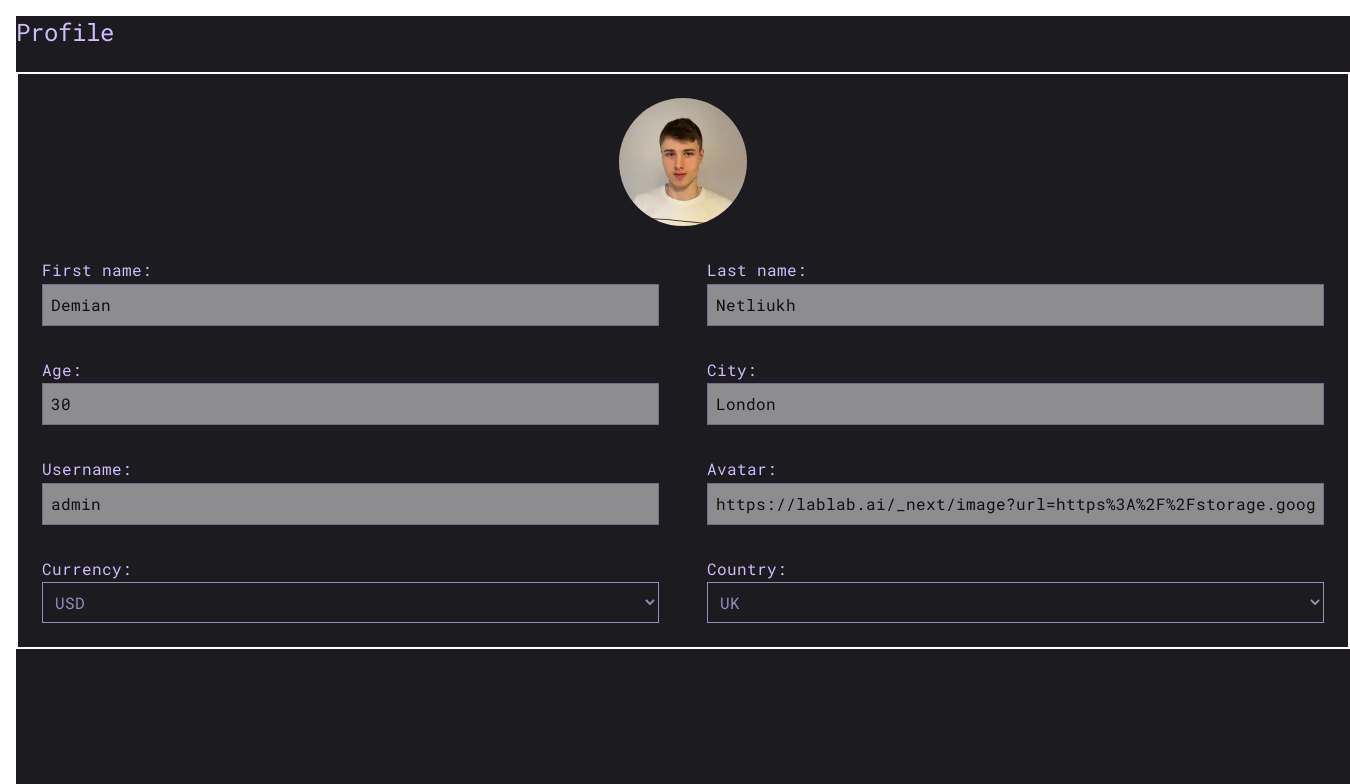 Profile
First name:
Last name:
Demian
Netliukh
Age:
City:
30
London
Username:
Avatar:
admin
https://lablab.ai/_next/image?url=https%3A%2F%2Fstorage.goog
Currency:
Country:
USD
UK